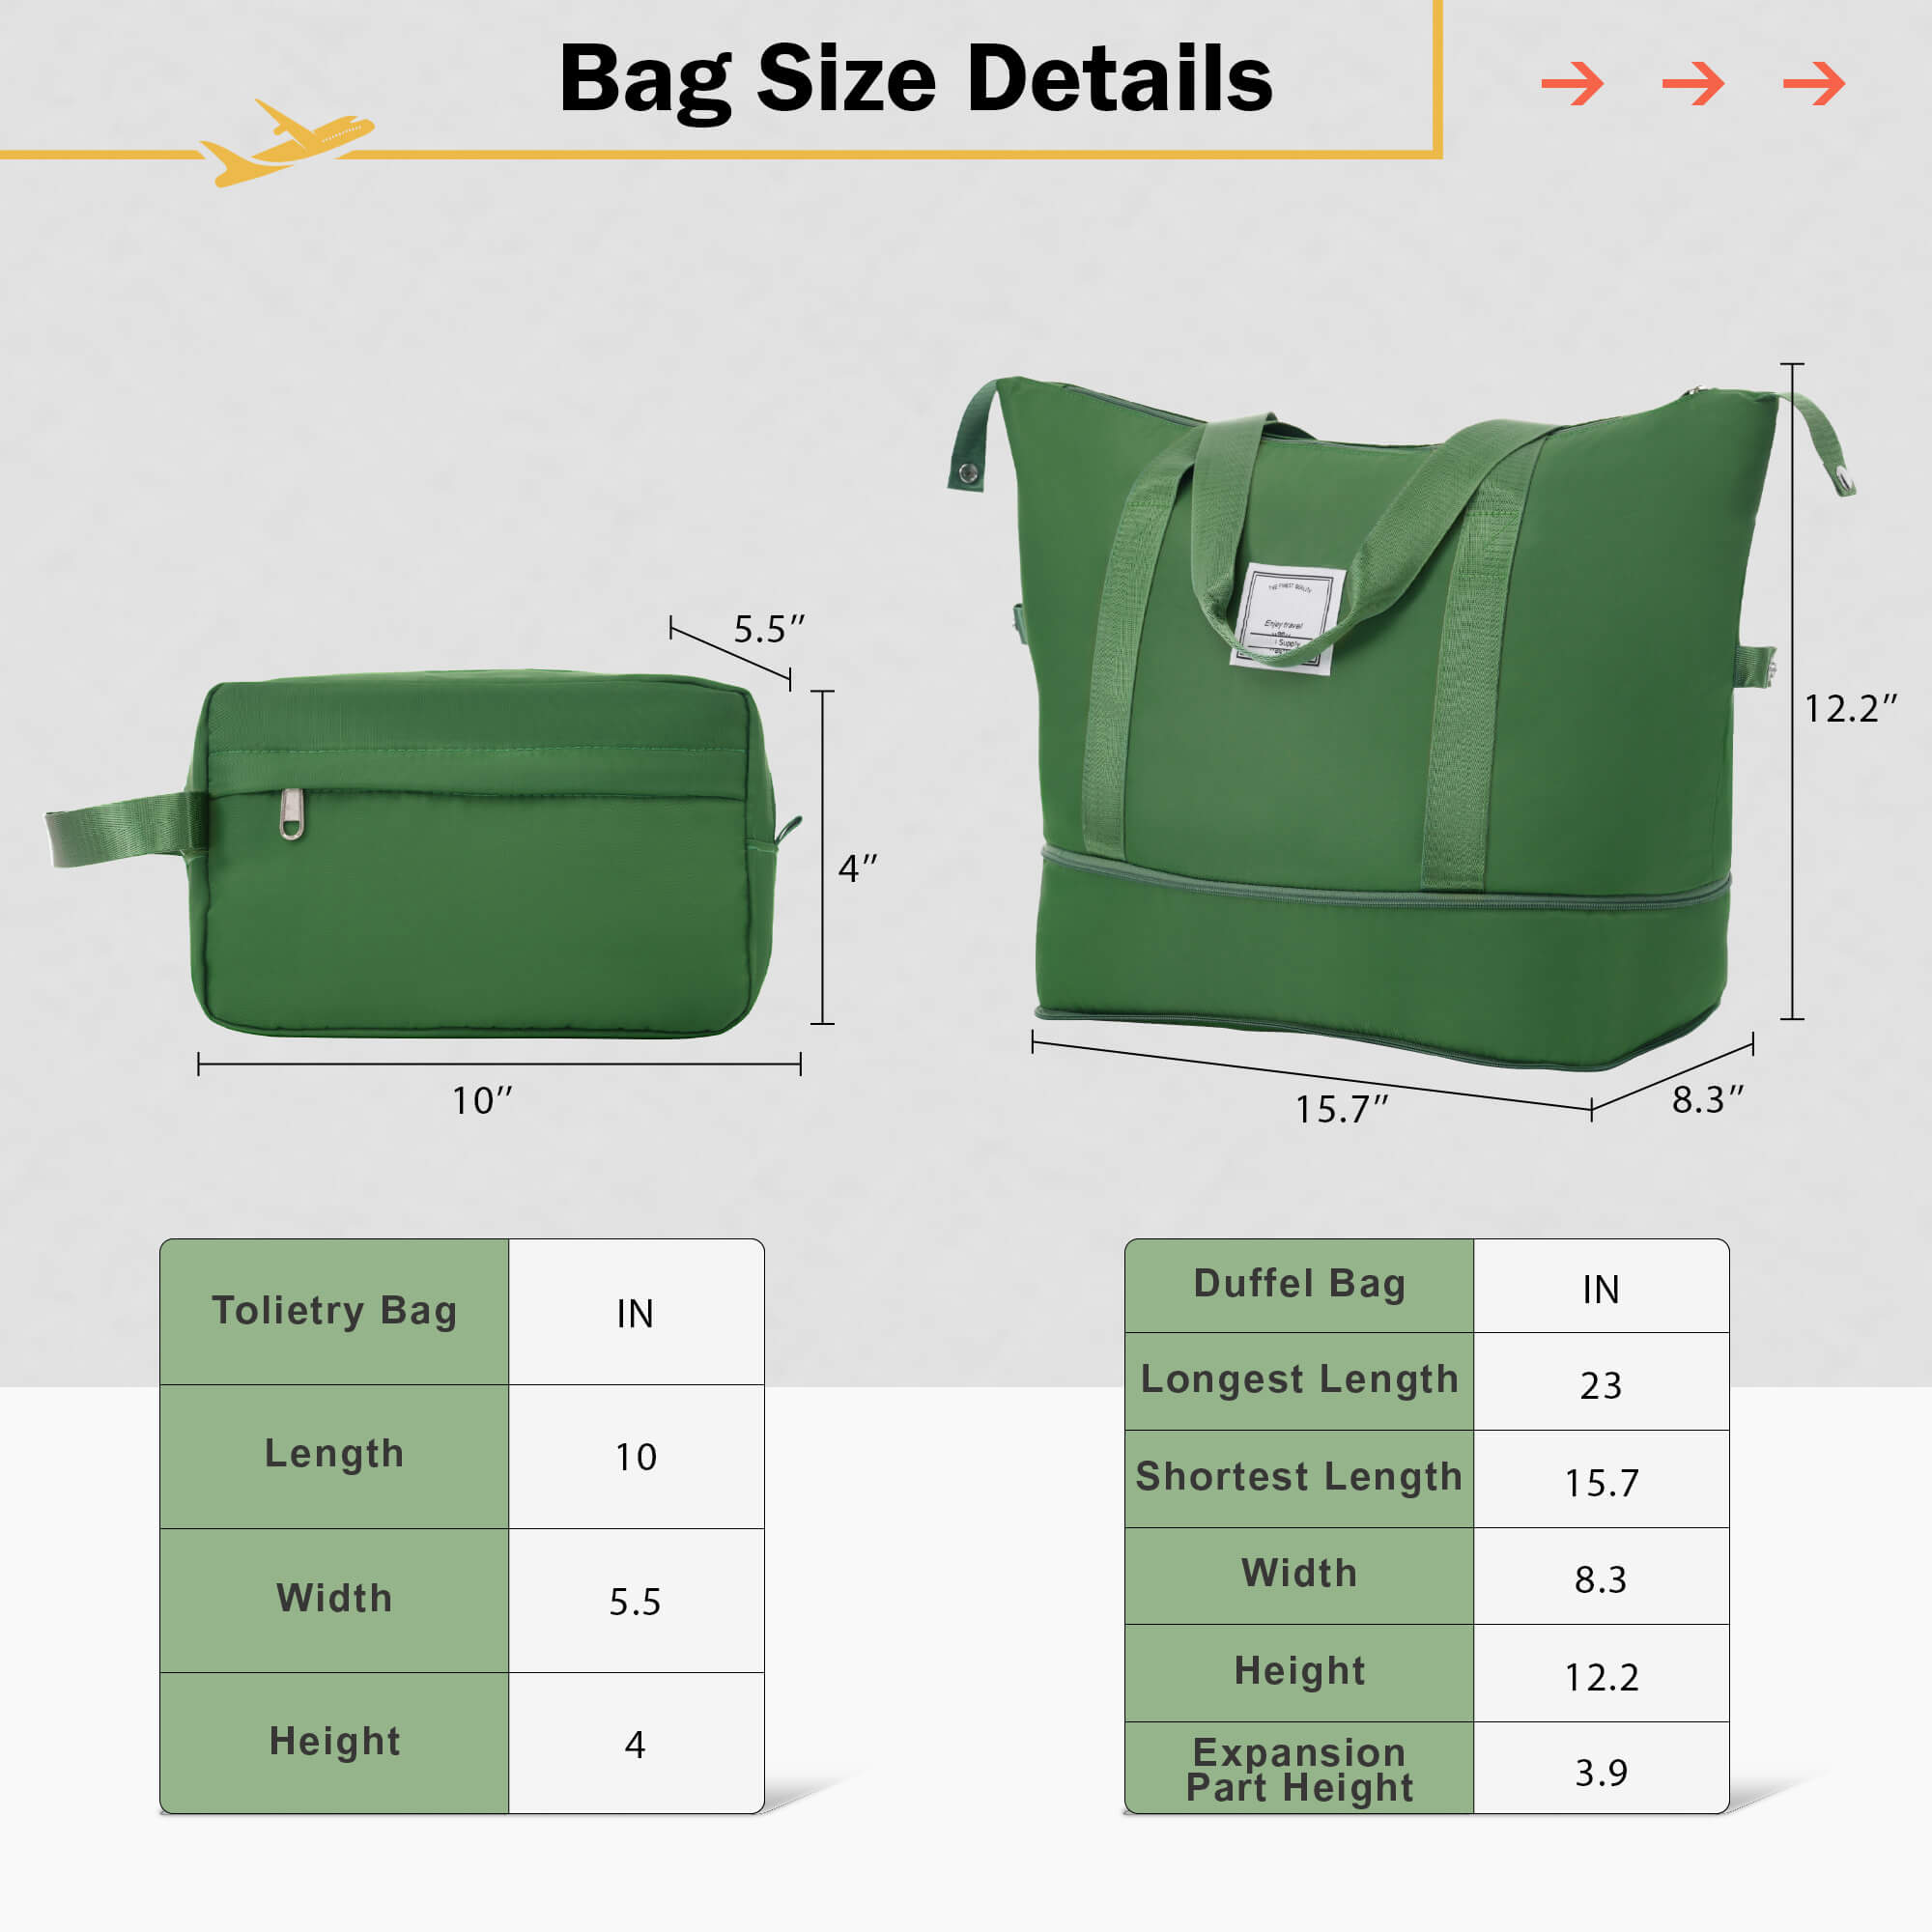 Bag Size Details
5.5”
12.2”
4”
10”
15.7”
8.3”
Enjoy travel
Supply
Tolietry Bag IN
Length 10
Width 5.5
Height 4
Duffel Bag IN
Longest Length 23
Shortest Length 15.7
Width 8.3
Height 12.2
Expansion
Part Height 3.9